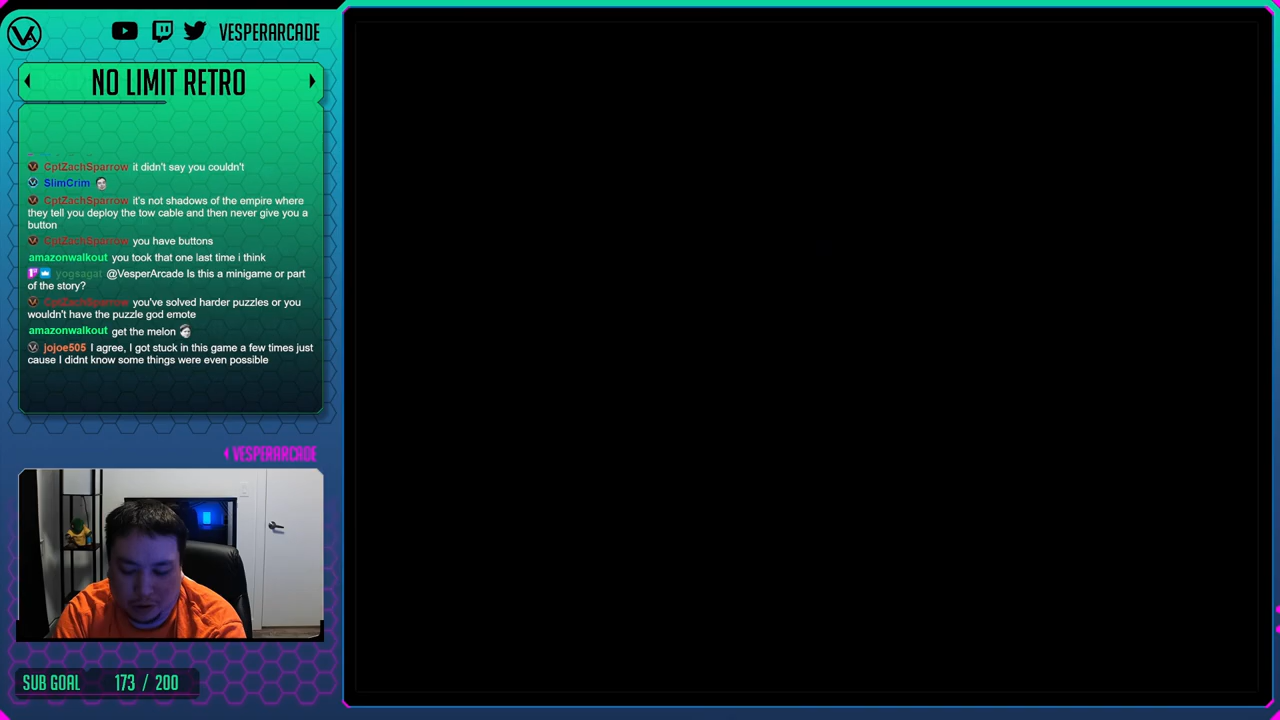 VESPERARCADE
NO LIMIT RETRO
CptZachSparrow it didn't say you couldn't
SlimCrim
CptZachSparrow it's not shadows of the empire where
they tell you deploy the tow cable and then never give you a
button
CptZachSparrow you have buttons
amazonwalkout you took that one last time i think
yogsagat @VesperArcade Is this a minigame or part
of the story?
CptZachSparrow you've solved harder puzzles or you
wouldn't have the puzzle god emote
amazonwalkout get the melon
jojoe505 I agree, I got stuck in this game a few times just
cause I didnt know some things were even possible
VESPERARCADE
SUB GOAL 173 / 200